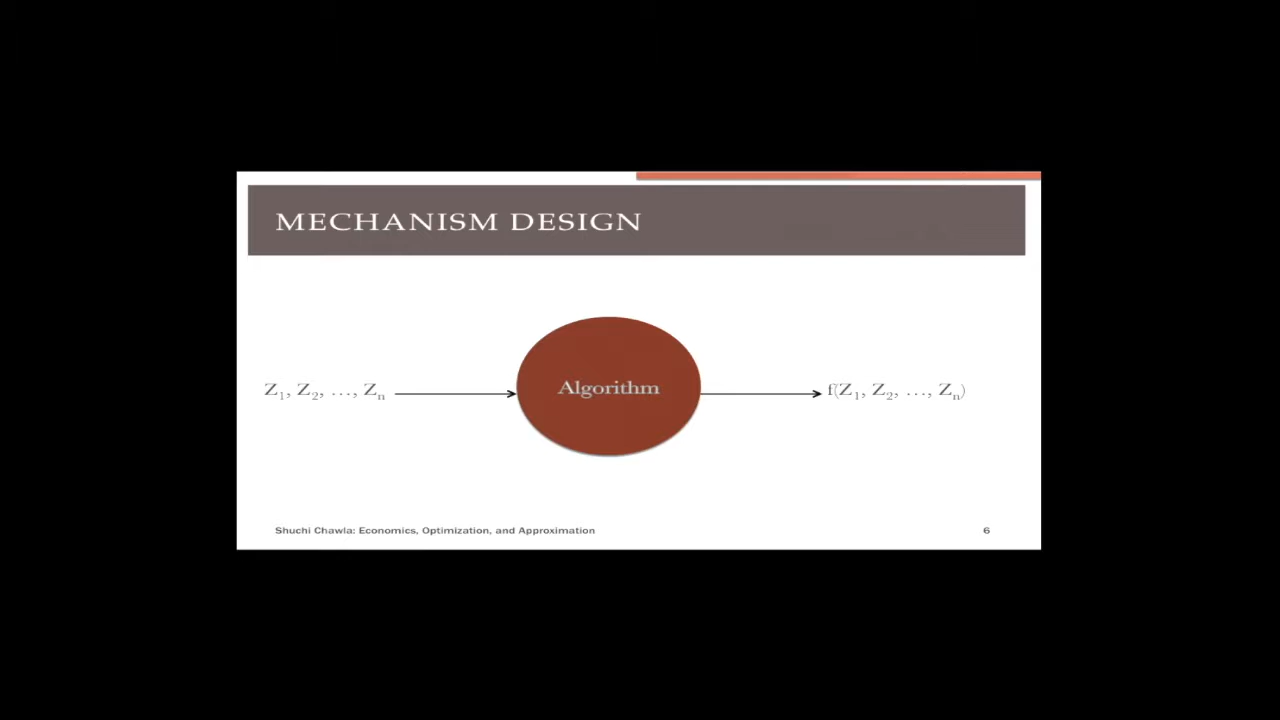 MECHANISM DESIGN
Z₁, Z₂, …, Zₙ
Algorithm
f(Z₁, Z₂, …, Zₙ)
Shuchi Chawla: Economics, Optimization, and Approximation
6